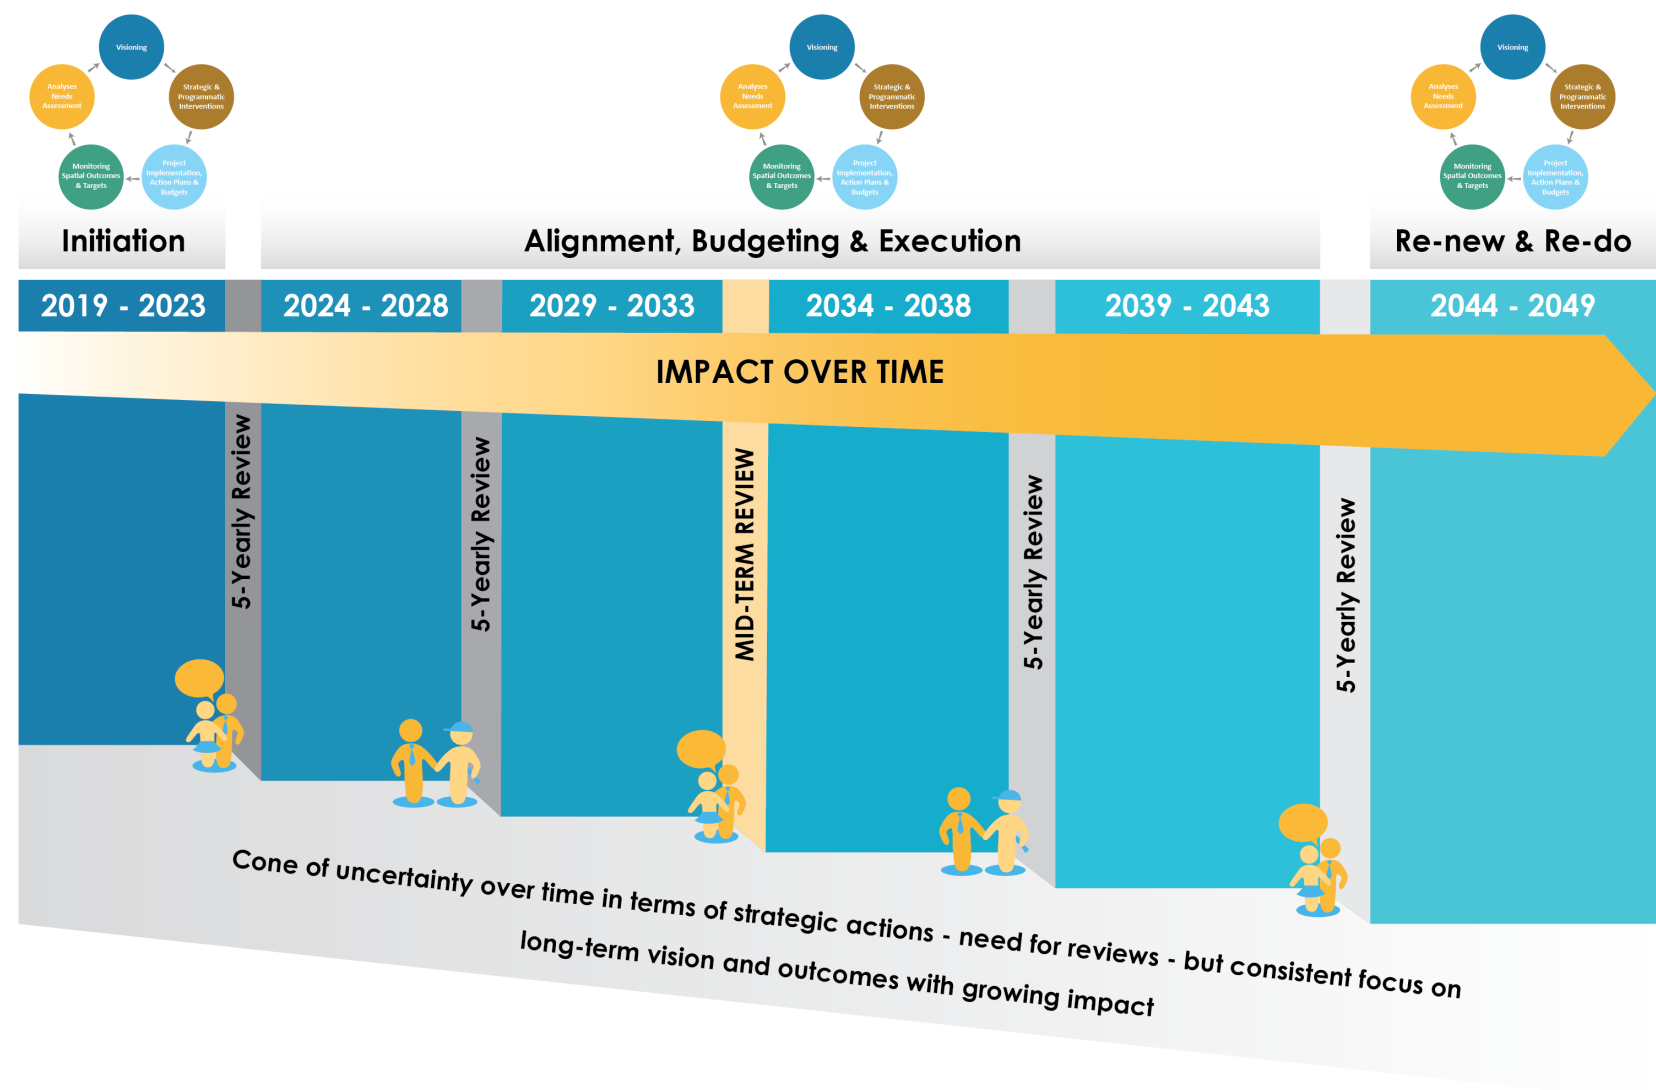 Visioning
Analyses
Needs
Assessment
Strategic &
Programmatic
Interventions
Monitoring
Spatial Outcomes
& Targets
Project
Implementation,
Action Plans &
Budgets
Visioning
Analyses
Needs
Assessment
Strategic &
Programmatic
Interventions
Monitoring
Spatial Outcomes
& Targets
Project
Implementation,
Action Plans &
Budgets
Visioning
Analyses
Needs
Assessment
Strategic &
Programmatic
Interventions
Monitoring
Spatial Outcomes
& Targets
Project
Implementation,
Action Plans &
Budgets
Initiation
Alignment, Budgeting & Execution
Re-new & Re-do
2019 - 2023
2024 - 2028
2029 - 2033
2034 - 2038
2039 - 2043
2044 - 2049
IMPACT OVER TIME
5-Yearly Review
5-Yearly Review
MID-TERM REVIEW
5-Yearly Review
5-Yearly Review
Cone of uncertainty over time in terms of strategic actions - need for reviews - but consistent focus on
long-term vision and outcomes with growing impact